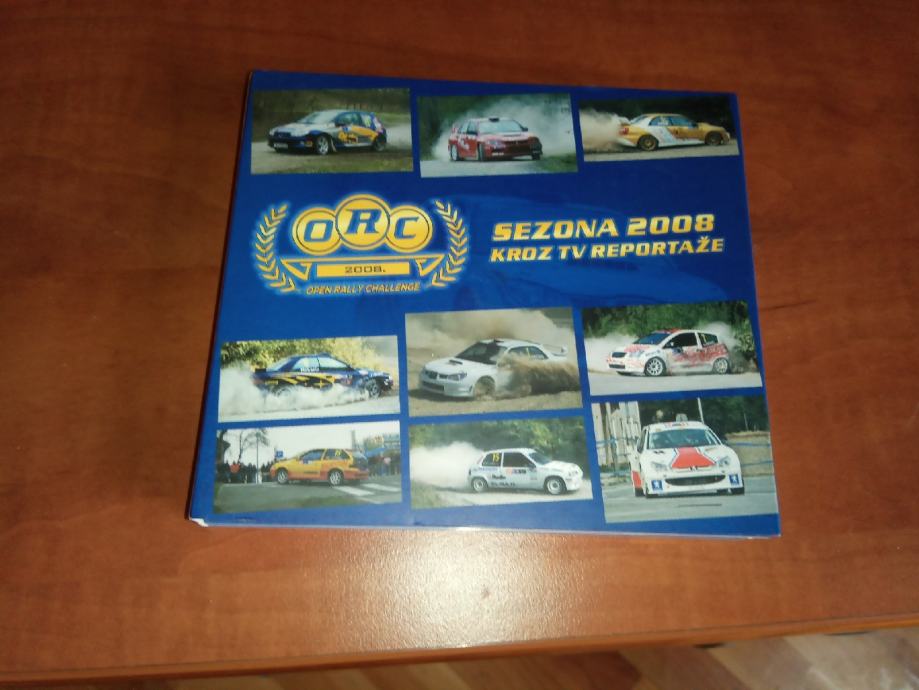 ORC
2008.
OPEN RALLY CHALLENGE
SEZONA 2008
KROZ TV REPORTAŽE